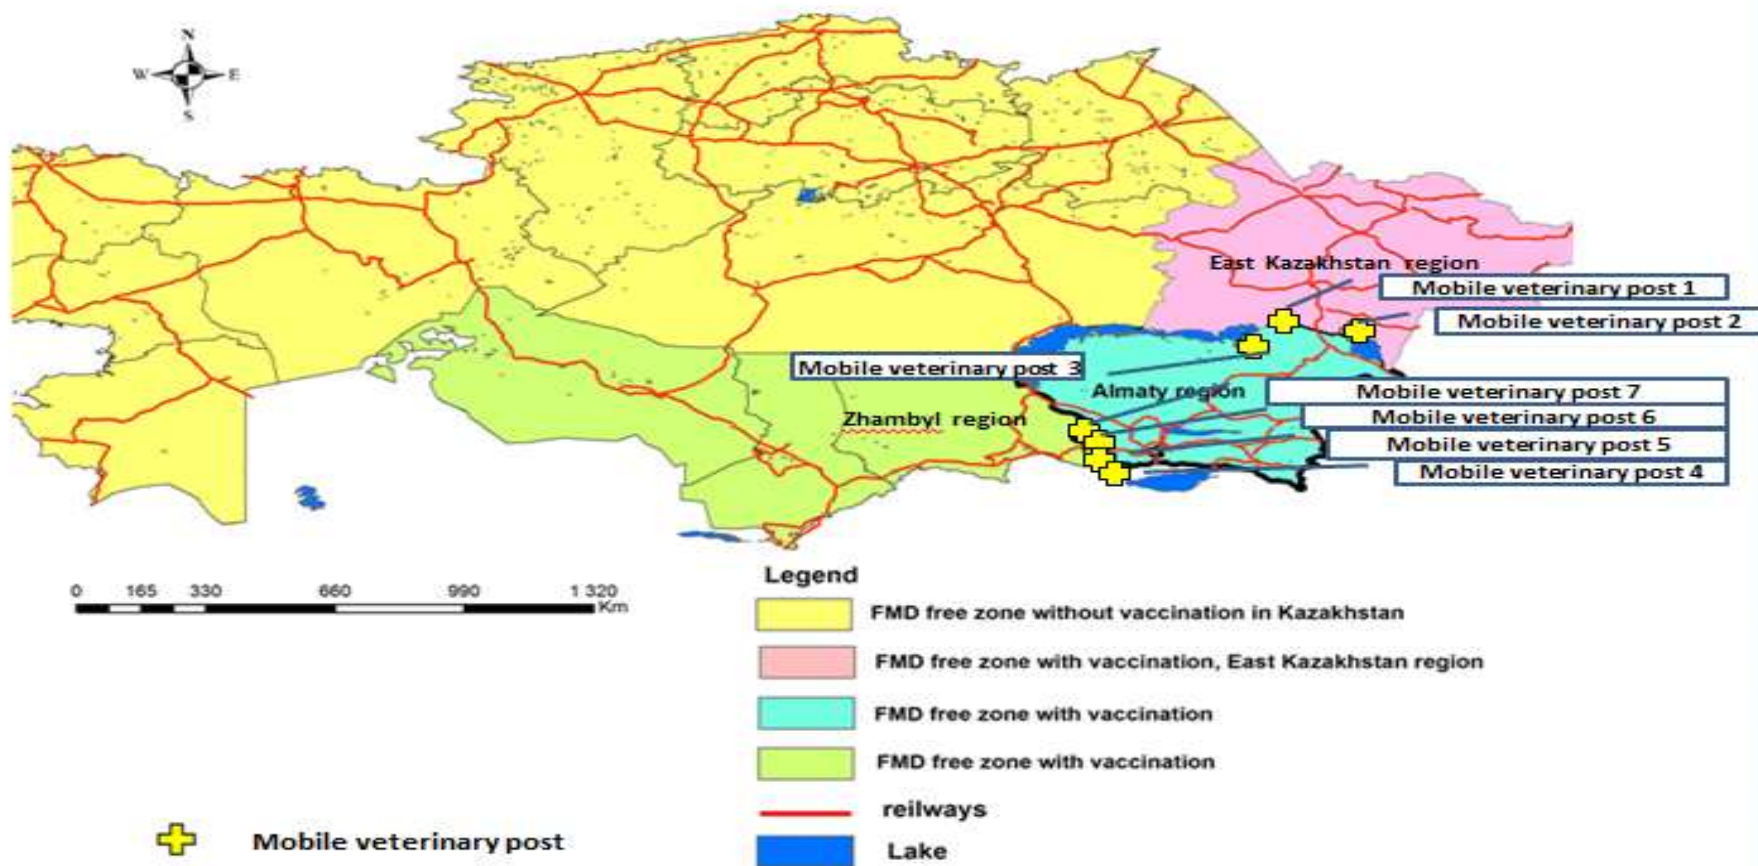 N
W E
S
East Kazakhstan region
Mobile veterinary post 1
Mobile veterinary post 2
Mobile veterinary post 3
Almaty region
Mobile veterinary post 7
Zhambyl region
Mobile veterinary post 6
Mobile veterinary post 5
Mobile veterinary post 4
0 165 330 660 990 1 320
Km
Legend
FMD free zone without vaccination in Kazakhstan
FMD free zone with vaccination, East Kazakhstan region
FMD free zone with vaccination
FMD free zone with vaccination
reilways
Mobile veterinary post
Lake